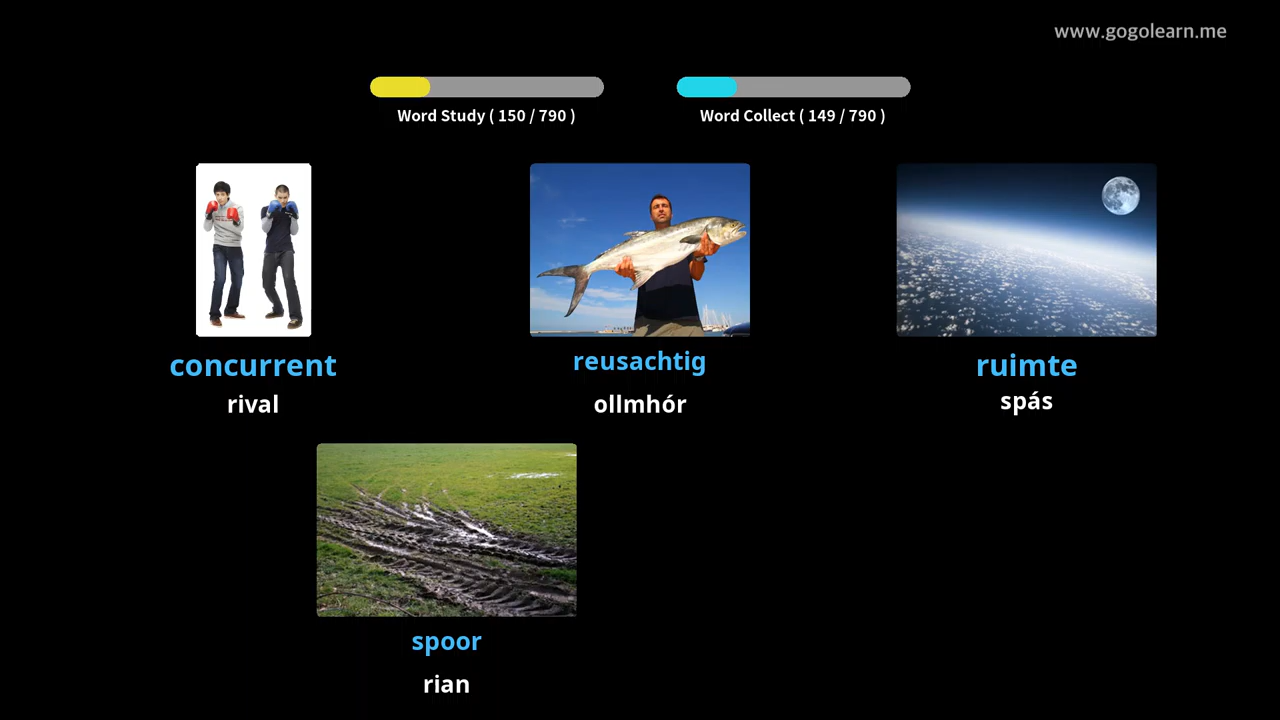 www.gogolearn.me
Word Study ( 150 / 790 )
Word Collect ( 149 / 790 )
concurrent
rival
reusachtig
ollmhór
ruimte
spás
spoor
rian